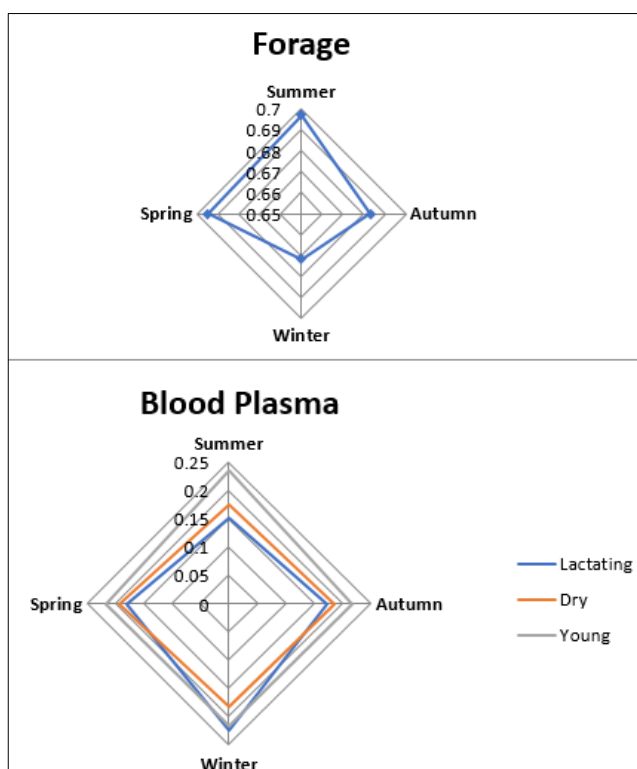 Forage
Summer
0.7
0.69
0.68
0.67
0.66
0.65
Spring
Autumn
Winter
Blood Plasma
Summer
0.25
0.2
0.15
0.1
0.05
0
Spring
Autumn
Winter
Lactating
Dry
Young